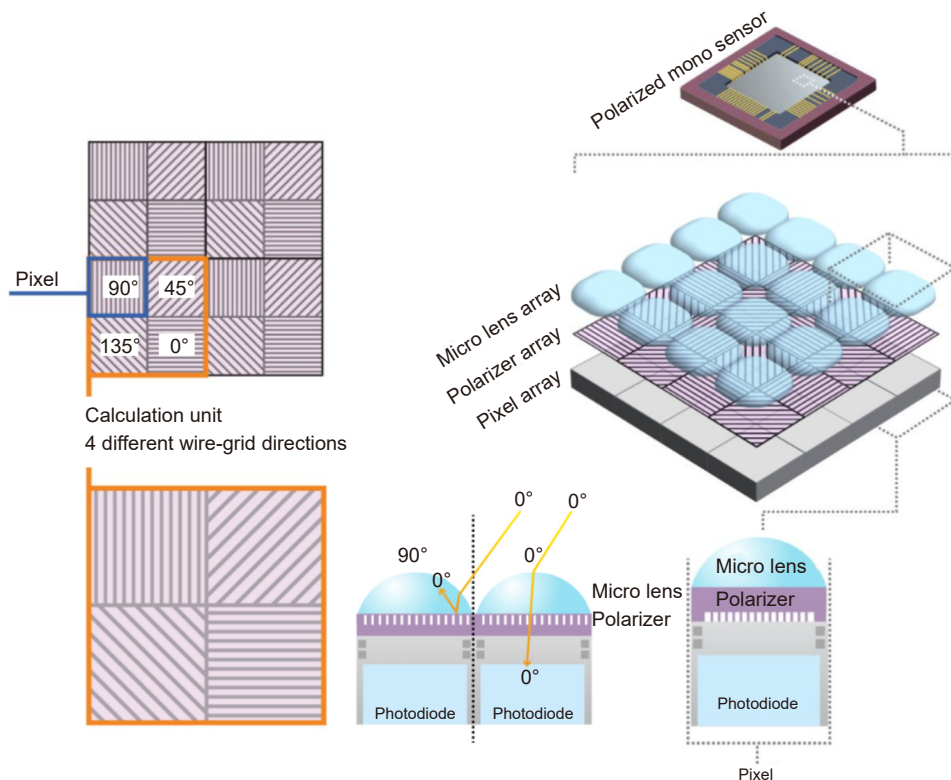 Polarized mono sensor
Pixel
90°
45°
135°
0°
Micro lens array
Polarizer array
Pixel array
Calculation unit
4 different wire-grid directions
0°
0°
90°
0°
0°
Micro lens
Polarizer
0°
Photodiode
Photodiode
Micro lens
Polarizer
Photodiode
Pixel